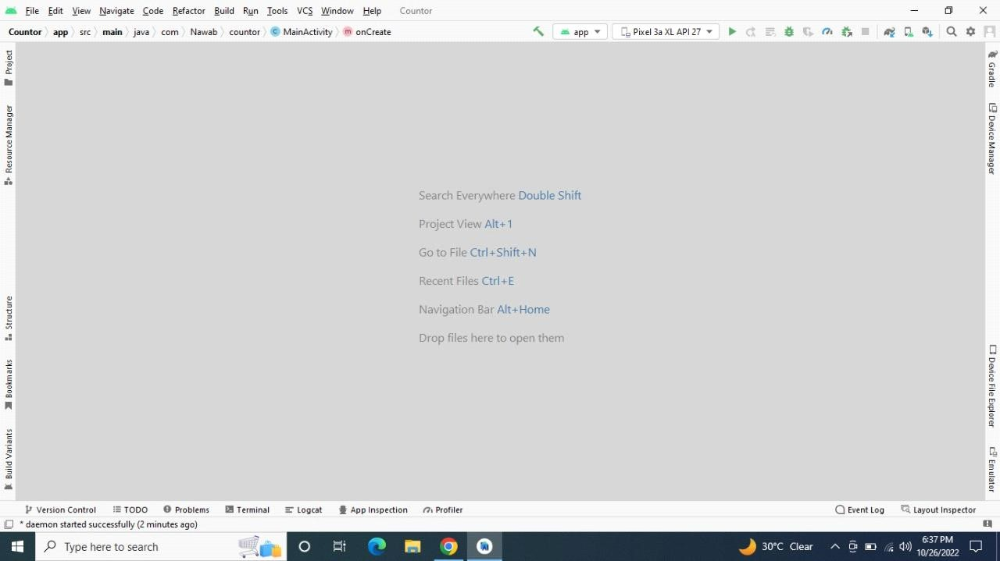 File Edit View Navigate Code Refactor Build Run Tools VCS Window Help Countor
Countor app src main java com Nawab countor C MainActivity m onCreate app Pixel 3a XL API 27
Project
Resource Manager
Structure
Bookmarks
Build Variants
Search Everywhere Double Shift
Project View Alt+1
Go to File Ctrl+Shift+N
Recent Files Ctrl+E
Navigation Bar Alt+Home
Drop files here to open them
Gradle
Device Manager
Device File Explorer
Emulator
Version Control TODO Problems Terminal Logcat App Inspection Profiler Event Log Layout Inspector
* daemon started successfully (2 minutes ago)
Type here to search 30°C Clear 6:37 PM
10/26/2022